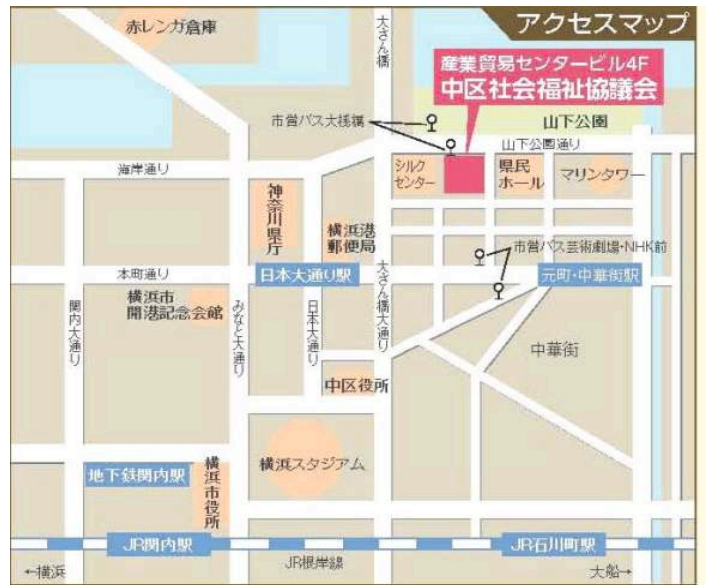 アクセスマップ
赤レンガ倉庫
大さん橋
産業貿易センタービル4F
中区社会福祉協議会
市営バス大桟橋
山下公園
山下公園通り
海岸通り
シルク
センター
県民
ホール
マリンタワー
神奈川県庁
横浜港
郵便局
市営バス芸術劇場・NHK前
本町通り
日本大通り駅
元町・中華街駅
横浜市
開港記念会館
関内大通り
みなと大通り
日本大通り
大さん橋大通り
中華街
中区役所
横浜スタジアム
地下鉄関内駅
横浜市役所
JR関内駅
JR石川町駅
JR根岸線
←横浜
大船→